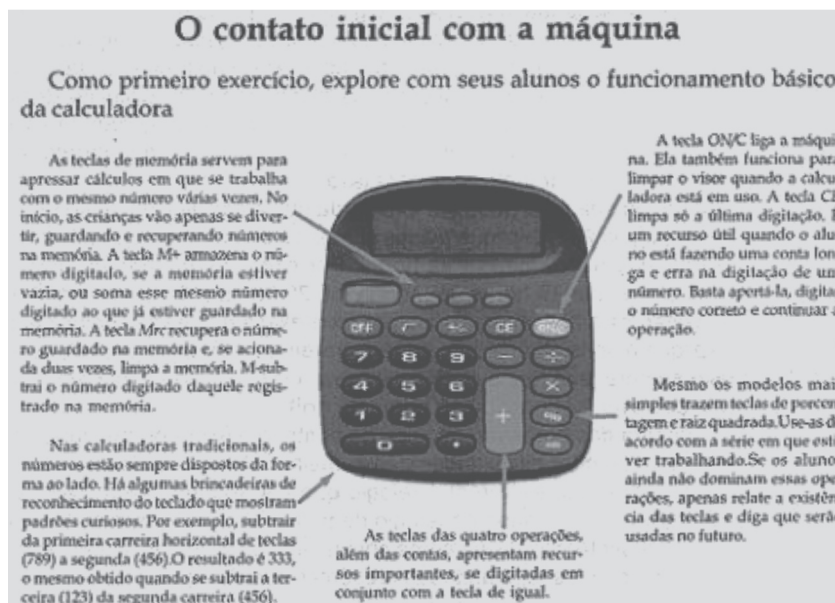 O contato inicial com a máquina
Como primeiro exercício, explore com seus alunos o funcionamento básico
da calculadora
As teclas de memória servem para
apressar cálculos em que se trabalha
com o mesmo número várias vezes. No
início, as crianças vão apenas se diver-
tir, guardando e recuperando números
na memória. A tecla M+ armazena o nú-
mero digitado, se a memória estiver
vazia, ou soma esse mesmo número
digitado ao que já estiver guardado na
memória. A tecla Mrc recupera o núme-
ro guardado na memória e, se aciona-
da duas vezes, limpa a memória. M-sub-
trai o número digitado daquele regis-
trado na memória.
Nas calculadoras tradicionais, os
números estão sempre dispostos da for-
ma ao lado. Há algumas brincadeiras de
reconhecimento do teclado que mostram
padrões curiosos. Por exemplo, subtrair
da primeira carreira horizontal de teclas
(789) a segunda (456).O resultado é 333,
o mesmo obtido quando se subtrai a ter-
ceira (123) da segunda carreira (456).
OFF √ +/- CE ON/C
7 8 9 - ÷
4 5 6 ×
1 2 3 + %
0 . =
As teclas das quatro operações,
além das contas, apresentam recur-
sos importantes, se digitadas em
conjunto com a tecla de igual.
A tecla ON/C liga a máqui
na. Ela também funciona para
limpar o visor quando a calcu
ladora está em uso. A tecla C
limpa só a última digitação. É
um recurso útil quando o alu
no está fazendo uma conta lon
ga e erra na digitação de um
número. Basta apertá-la, digita
o número correto e continuar a
operação.
Mesmo os modelos mai
simples trazem teclas de porcen
tagem e raiz quadrada.Use-as d
acordo com a série em que esti
ver trabalhando.Se os aluno
ainda não dominam essas ope
rações, apenas relate a existên
cia das teclas e diga que serão
usadas no futuro.